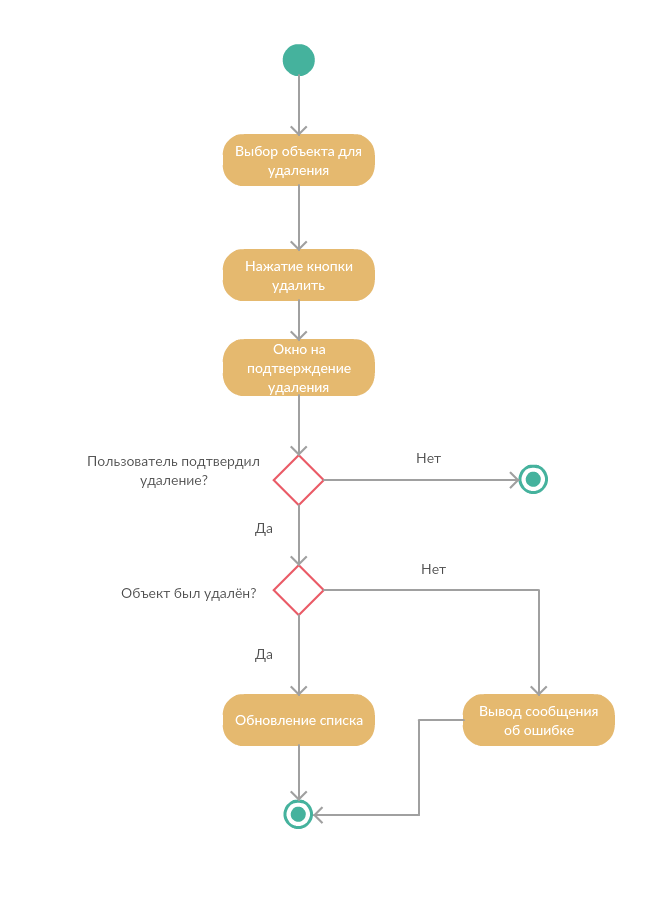 Выбор объекта для
удаления
Нажатие кнопки
удалить
Окно на
подтверждение
удаления
Пользователь подтвердил
удаление?
Нет
Да
Нет
Объект был удалён?
Да
Обновление списка
Вывод сообщения
об ошибке